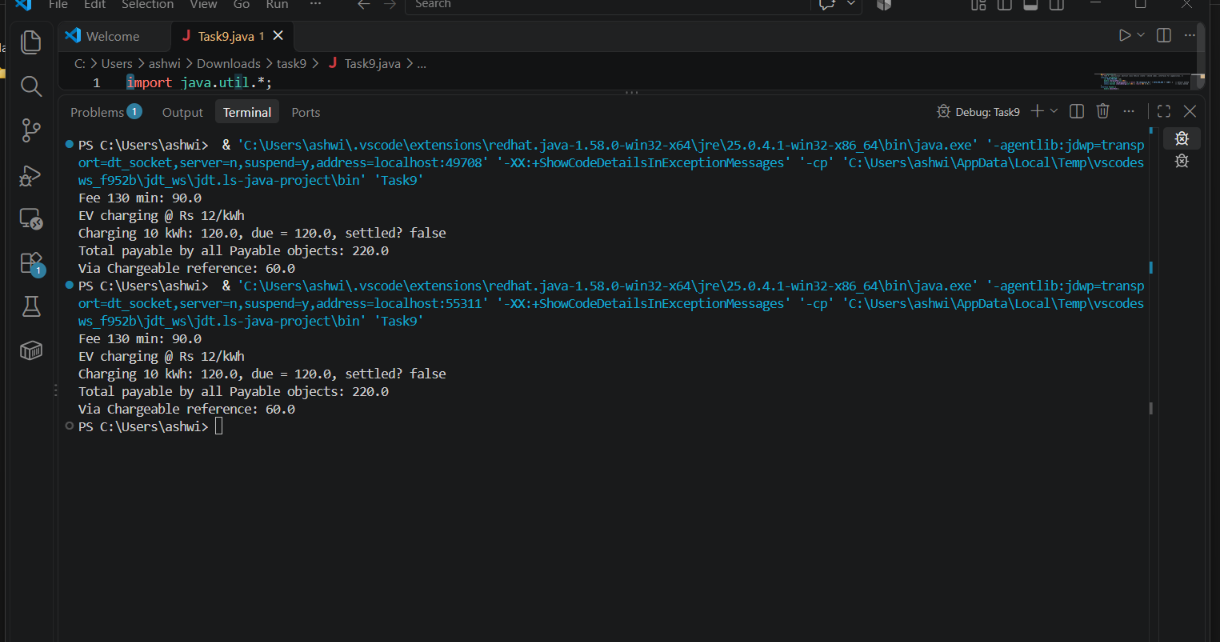 File Edit Selection View Go Run ··· Search
Welcome Task9.java 1
C: > Users > ashwi > Downloads > task9 > J Task9.java > ...
1 import java.util.*;
Problems 1 Output Terminal Ports Debug: Task9
PS C:\Users\ashwi> & 'C:\Users\ashwi\.vscode\extensions\redhat.java-1.58.0-win32-x64\jre\25.0.4.1-win32-x86_64\bin\java.exe' '-agentlib:jdwp=transp
ort=dt_socket,server=n,suspend=y,address=localhost:49708' '-XX:+ShowCodeDetailsInExceptionMessages' '-cp' 'C:\Users\ashwi\AppData\Local\Temp\vscodes
ws_f952b\jdt_ws\jdt.ls-java-project\bin' 'Task9'
Fee 130 min: 90.0
EV charging @ Rs 12/kWh
Charging 10 kWh: 120.0, due = 120.0, settled? false
Total payable by all Payable objects: 220.0
Via Chargeable reference: 60.0
PS C:\Users\ashwi> & 'C:\Users\ashwi\.vscode\extensions\redhat.java-1.58.0-win32-x64\jre\25.0.4.1-win32-x86_64\bin\java.exe' '-agentlib:jdwp=transp
ort=dt_socket,server=n,suspend=y,address=localhost:55311' '-XX:+ShowCodeDetailsInExceptionMessages' '-cp' 'C:\Users\ashwi\AppData\Local\Temp\vscodes
ws_f952b\jdt_ws\jdt.ls-java-project\bin' 'Task9'
Fee 130 min: 90.0
EV charging @ Rs 12/kWh
Charging 10 kWh: 120.0, due = 120.0, settled? false
Total payable by all Payable objects: 220.0
Via Chargeable reference: 60.0
PS C:\Users\ashwi>
1